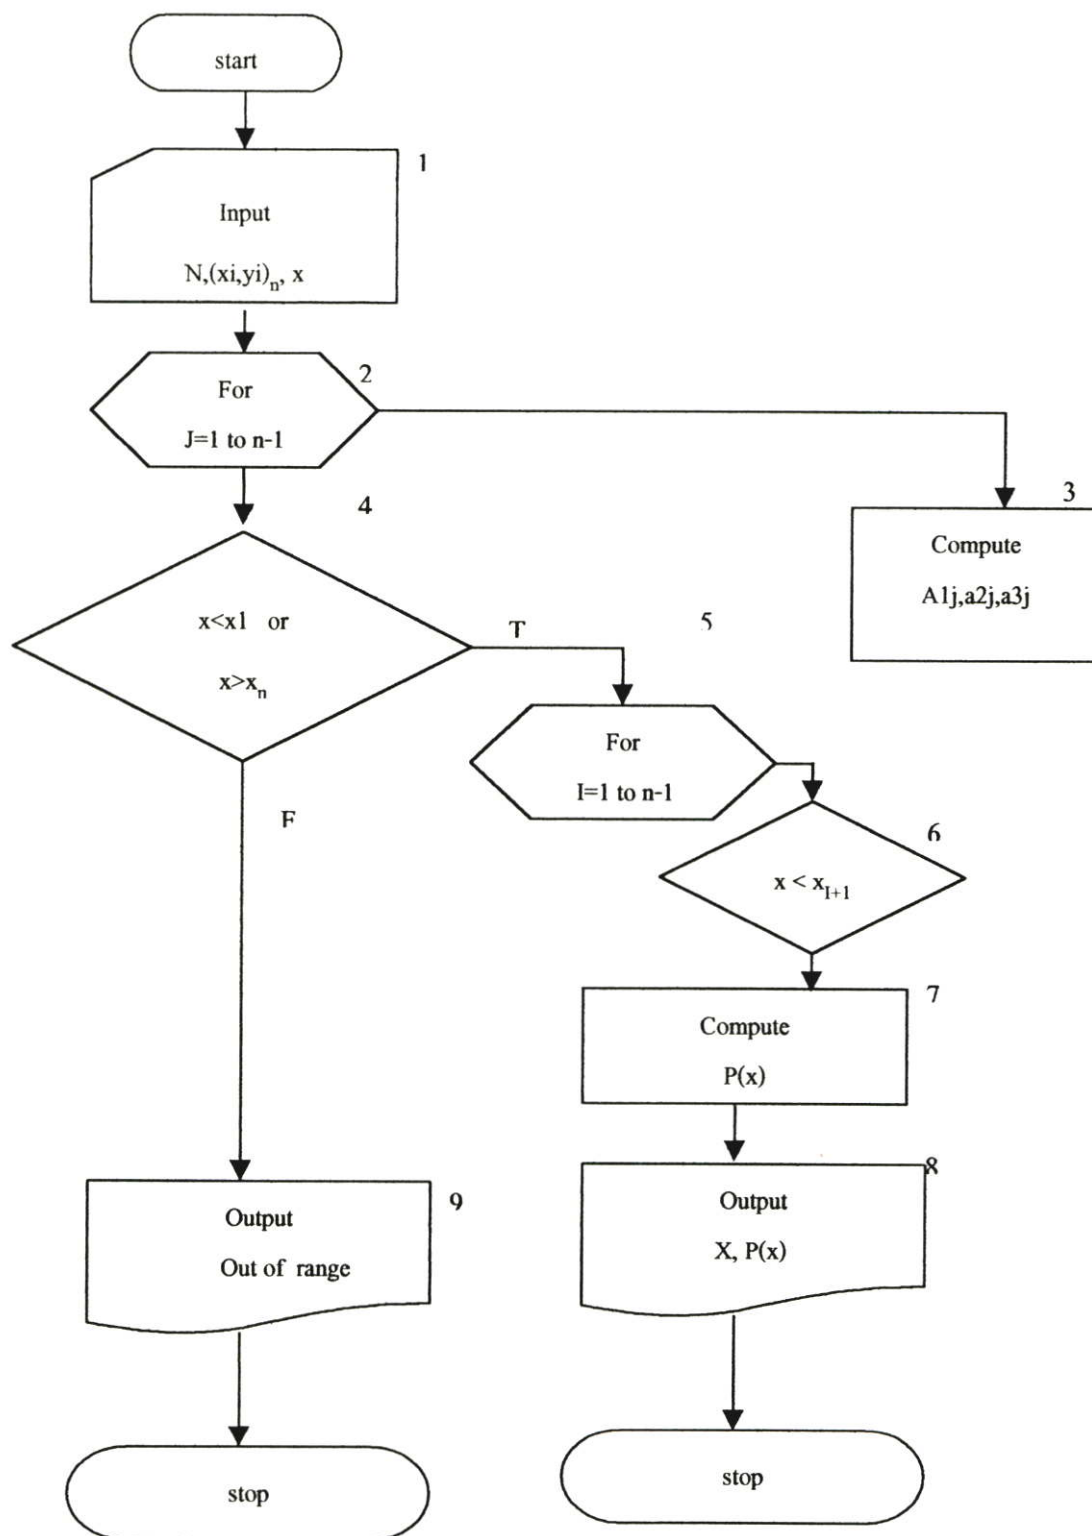 start
1
Input
N,(xi,yi)n, x
2
For
J=1 to n-1
3
Compute
A1j,a2j,a3j
4
x<x1 or
x>xn
T
5
For
I=1 to n-1
F
6
x < xI+1
7
Compute
P(x)
8
Output
X, P(x)
9
Output
Out of range
stop
stop